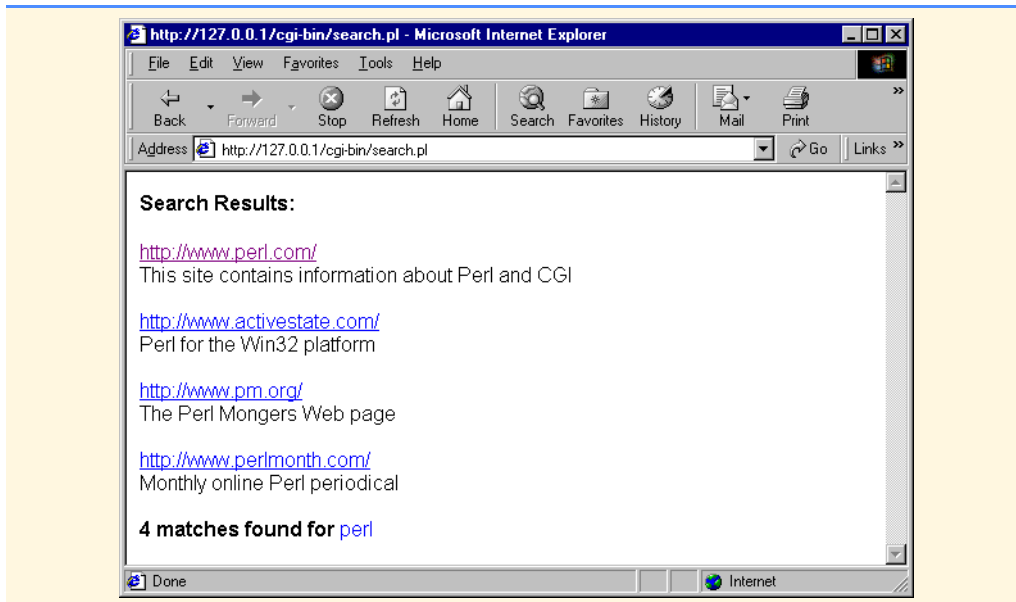 http://127.0.0.1/cgi-bin/search.pl - Microsoft Internet Explorer
File Edit View Favorites Tools Help
Back Forward Stop Refresh Home Search Favorites History Mail Print »
Address http://127.0.0.1/cgi-bin/search.pl Go Links »
Search Results:
http://www.perl.com/
This site contains information about Perl and CGI
http://www.activestate.com/
Perl for the Win32 platform
http://www.pm.org/
The Perl Mongers Web page
http://www.perlmonth.com/
Monthly online Perl periodical
4 matches found for perl
Done Internet